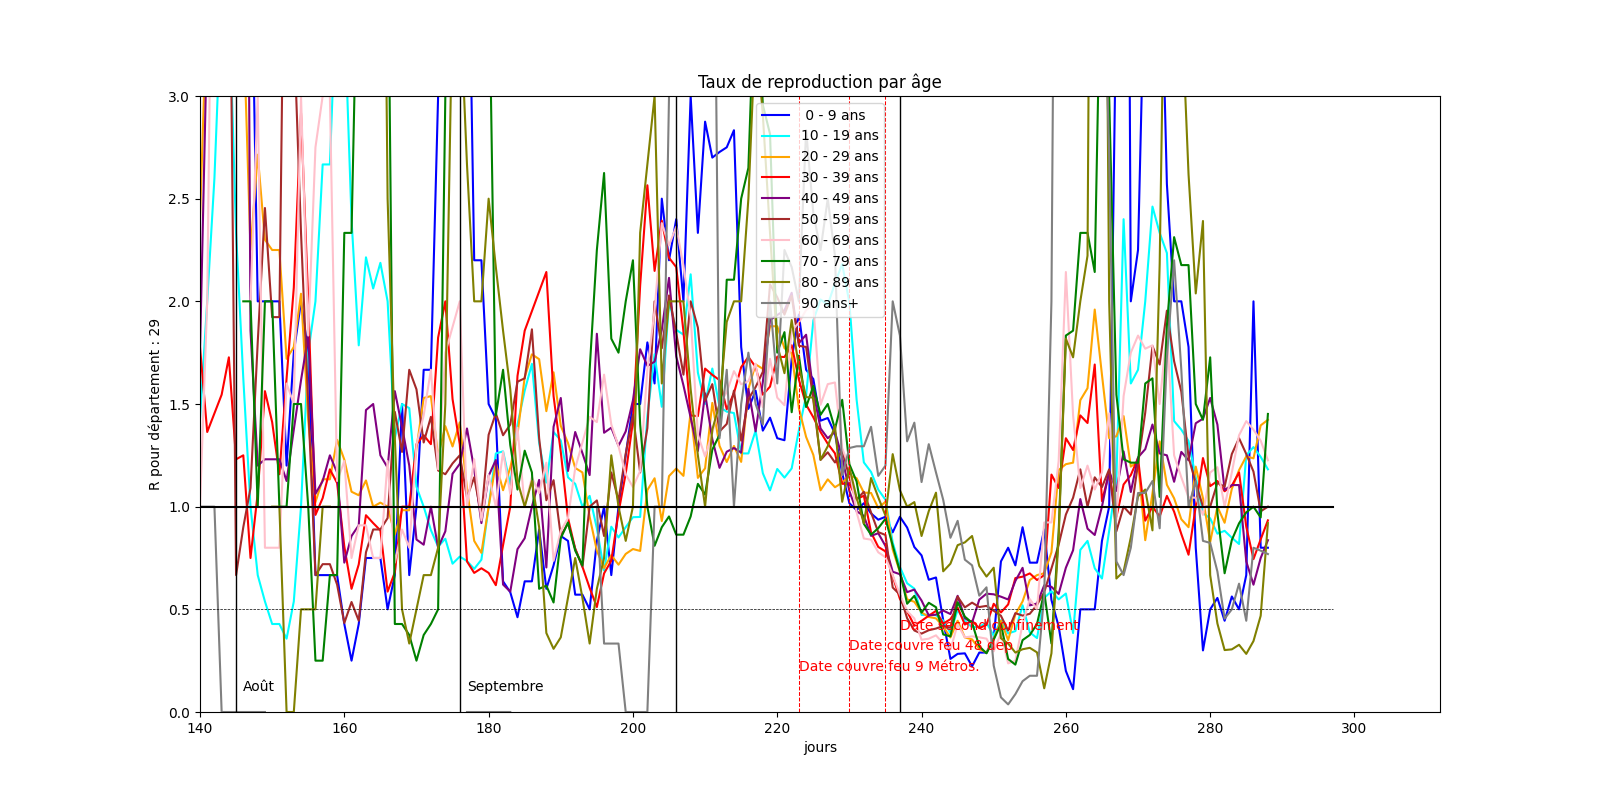 Taux de reproduction par âge
R pour département : 29
3.0
2.5
2.0
1.5
1.0
0.5
0.0
0 - 9 ans
10 - 19 ans
20 - 29 ans
30 - 39 ans
40 - 49 ans
50 - 59 ans
60 - 69 ans
70 - 79 ans
80 - 89 ans
90 ans+
Date second confinement
Date couvre feu 48 dep.
Date couvre feu 9 Métros.
Août
Septembre
140
160
180
200
220
240
260
280
300
jours